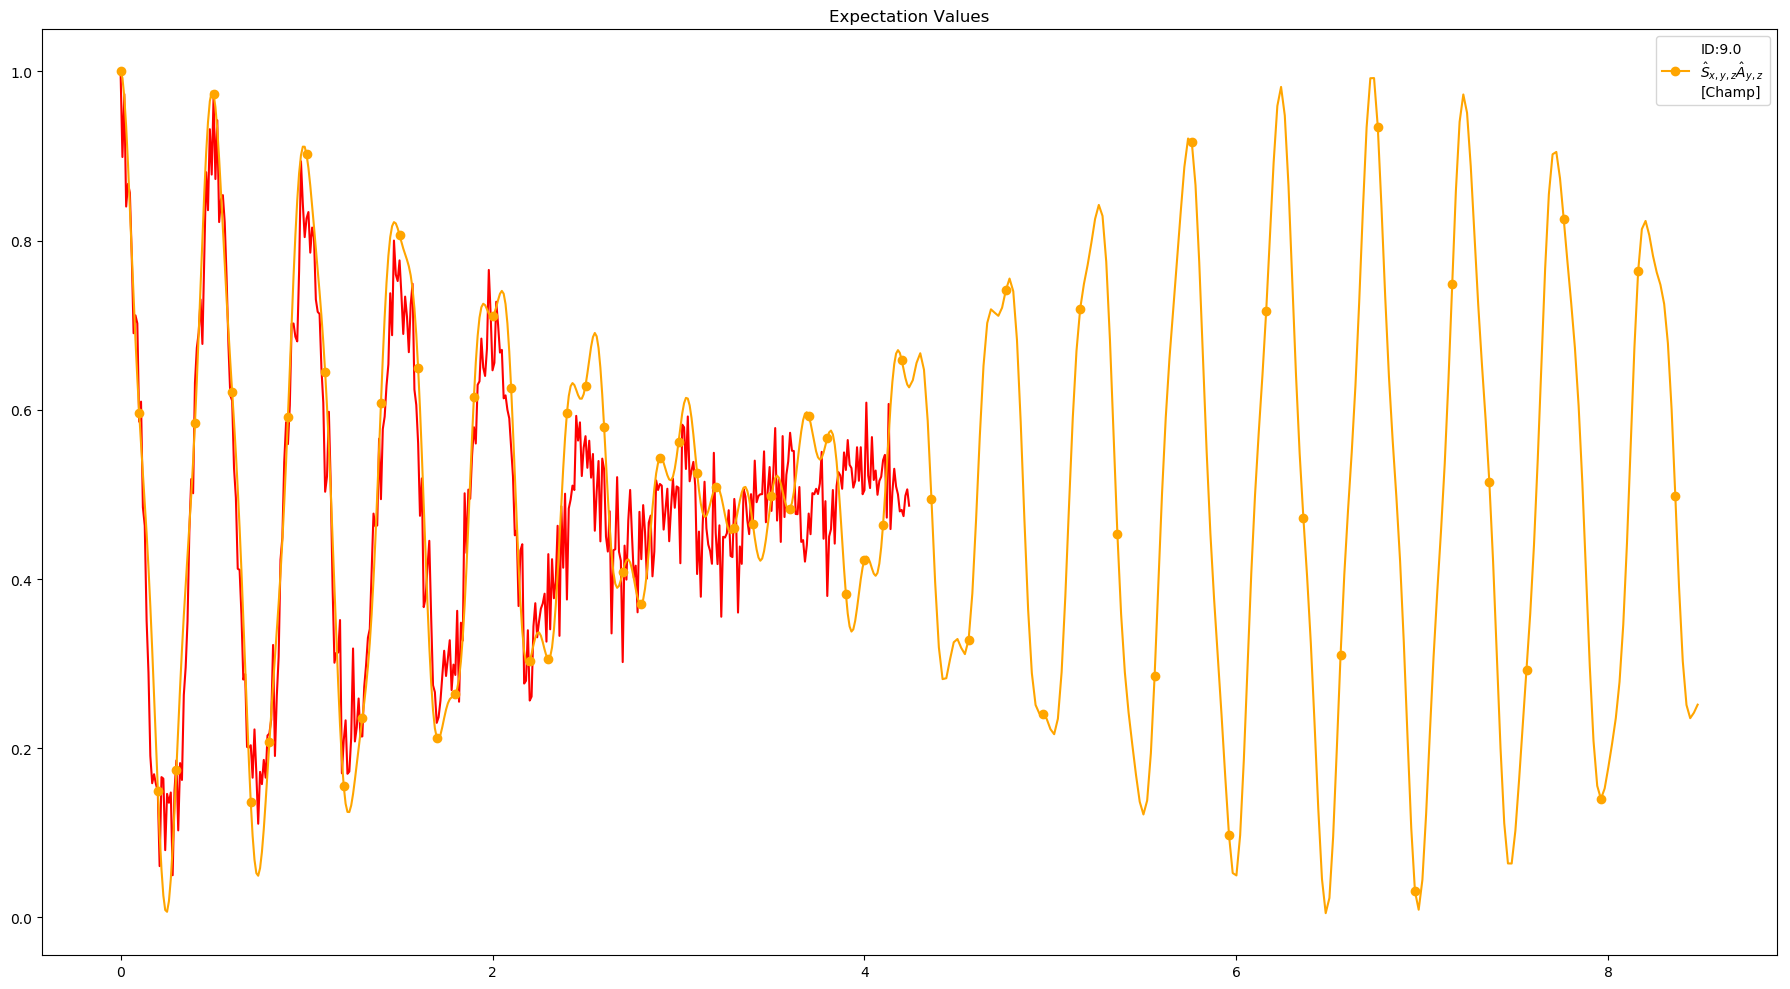 Expectation Values
ID:9.0
$\hat{S}_{x,y,z}\hat{A}_{y,z}$
[Champ]
1.0
0.8
0.6
0.4
0.2
0.0
0 2 4 6 8